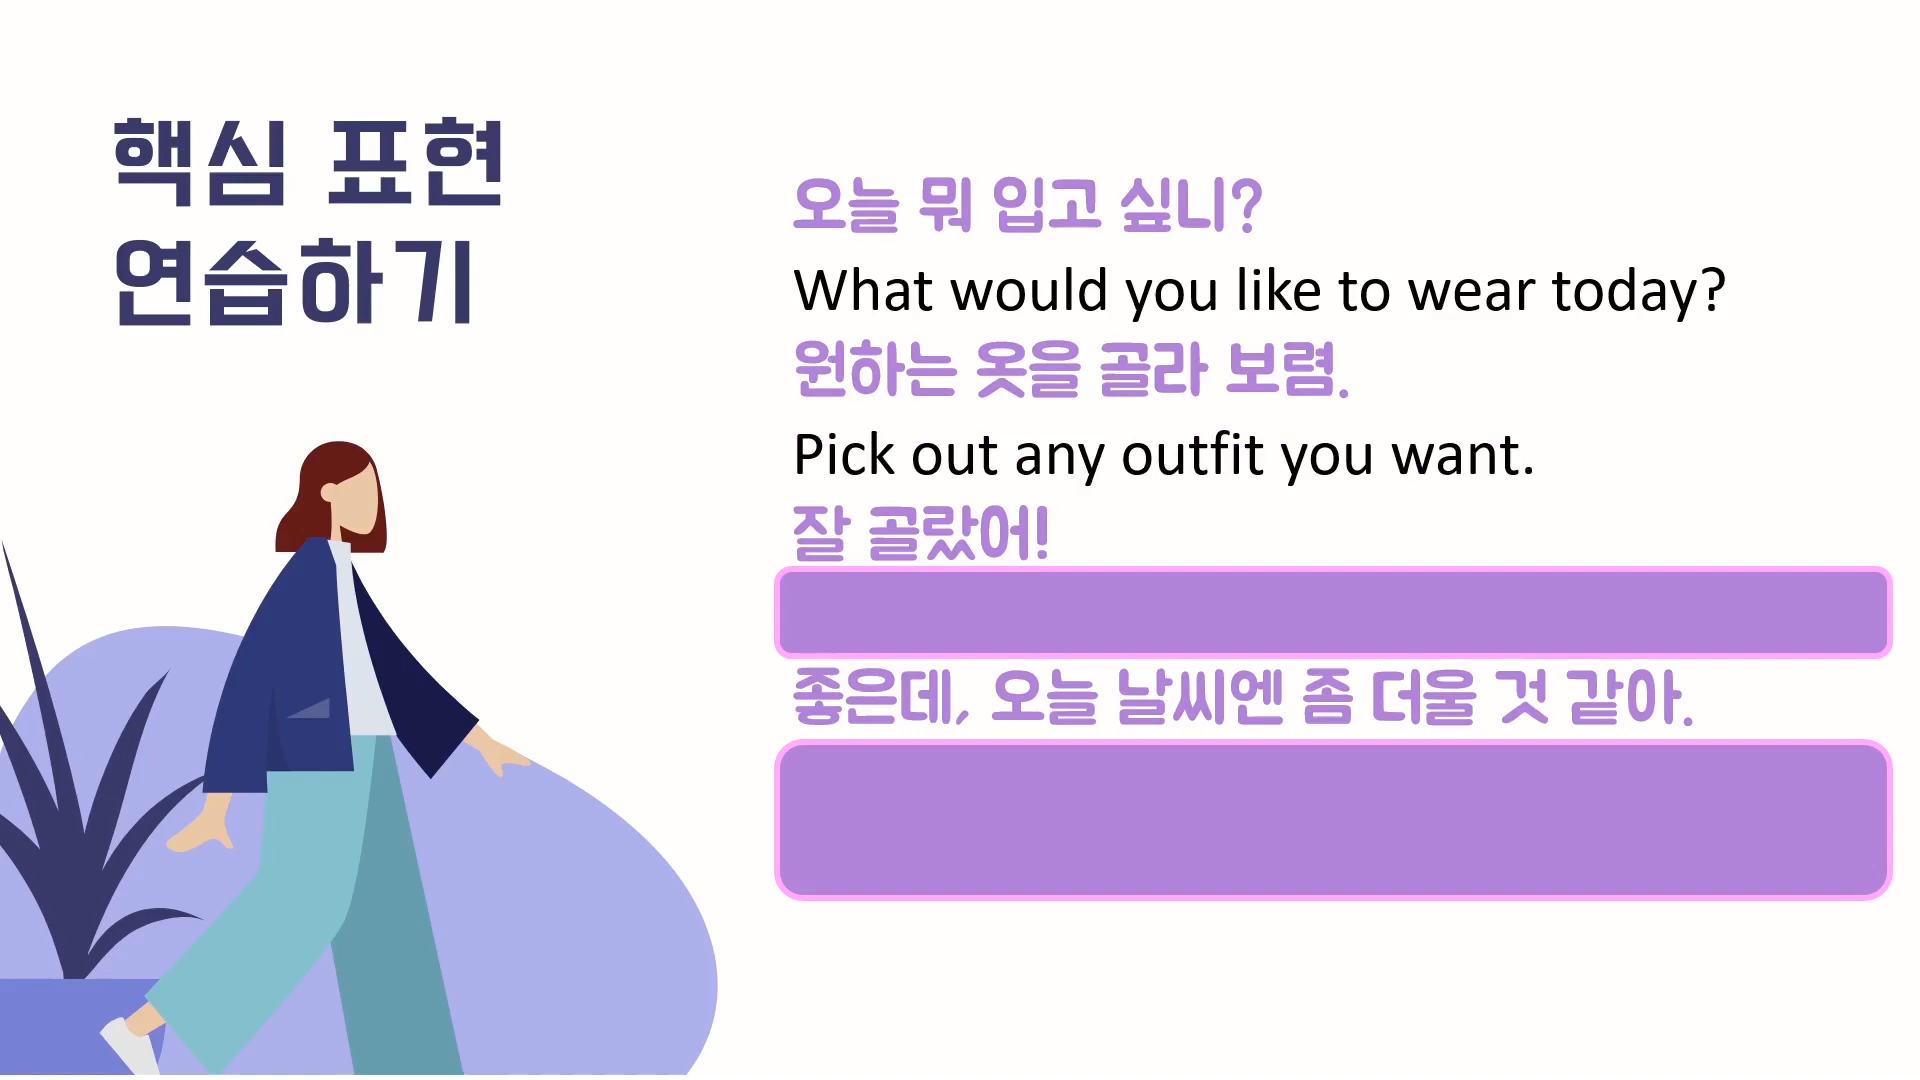 핵심 표현
연습하기
오늘 뭐 입고 싶니?
What would you like to wear today?
원하는 옷을 골라 보렴.
Pick out any outfit you want.
잘 골랐어!
좋은데, 오늘 날씨엔 좀 더울 것 같아.